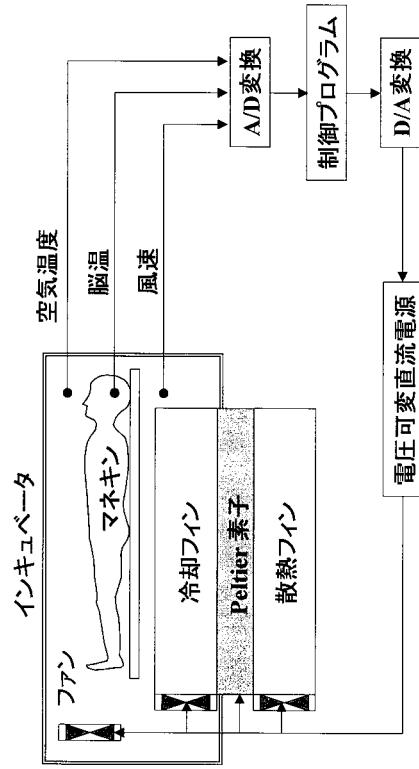 インキュベータ
ファン
マネキン
空気温度
脳温
風速
冷却フィン
Peltier 素子
散熱フィン
A/D変換
制御プログラム
D/A変換
電圧可変直流電源